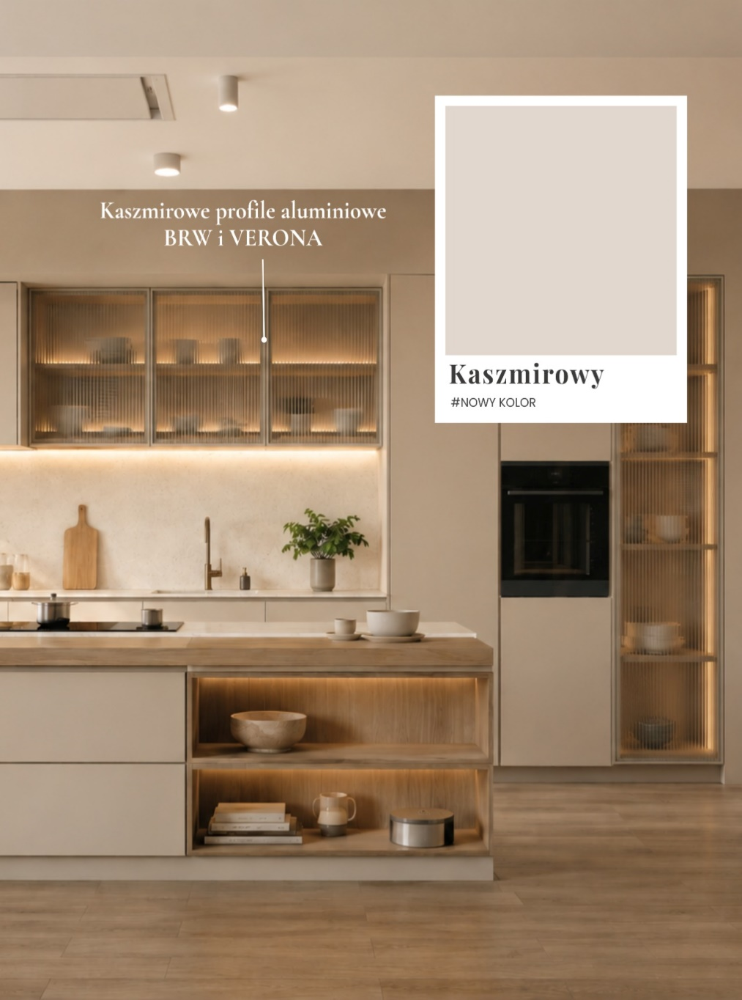 Kaszmirowe profile aluminiowe
BRW i VERONA
Kaszmirowy
#NOWY KOLOR